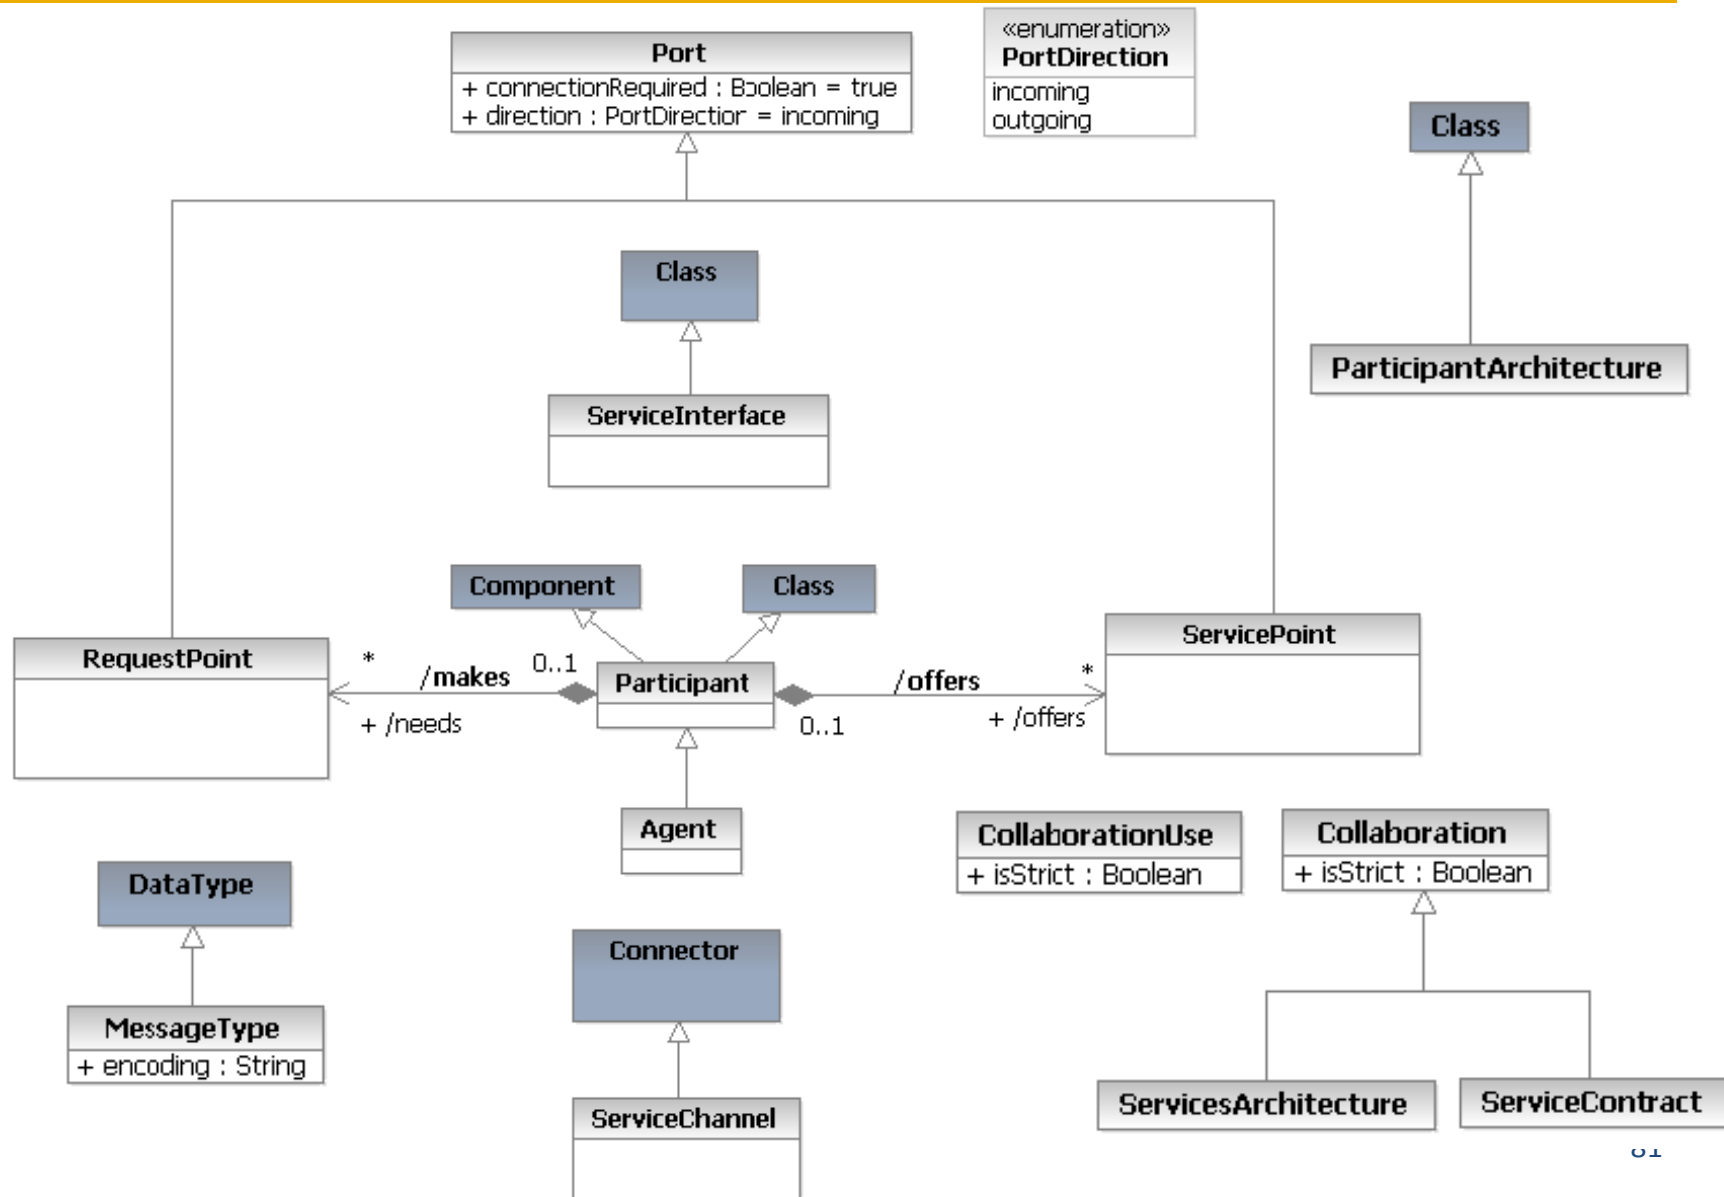 Port
+ connectionRequired : Boolean = true
+ direction : PortDirection = incoming
«enumeration»
PortDirection
incoming
outgoing
Class
Class
ParticipantArchitecture
ServiceInterface
Component
Class
RequestPoint
*
/makes
0..1
+ /needs
Participant
/offers
*
0..1
+ /offers
ServicePoint
Agent
CollaborationUse
+ isStrict : Boolean
Collaboration
+ isStrict : Boolean
DataType
Connector
MessageType
+ encoding : String
ServiceChannel
ServicesArchitecture
ServiceContract